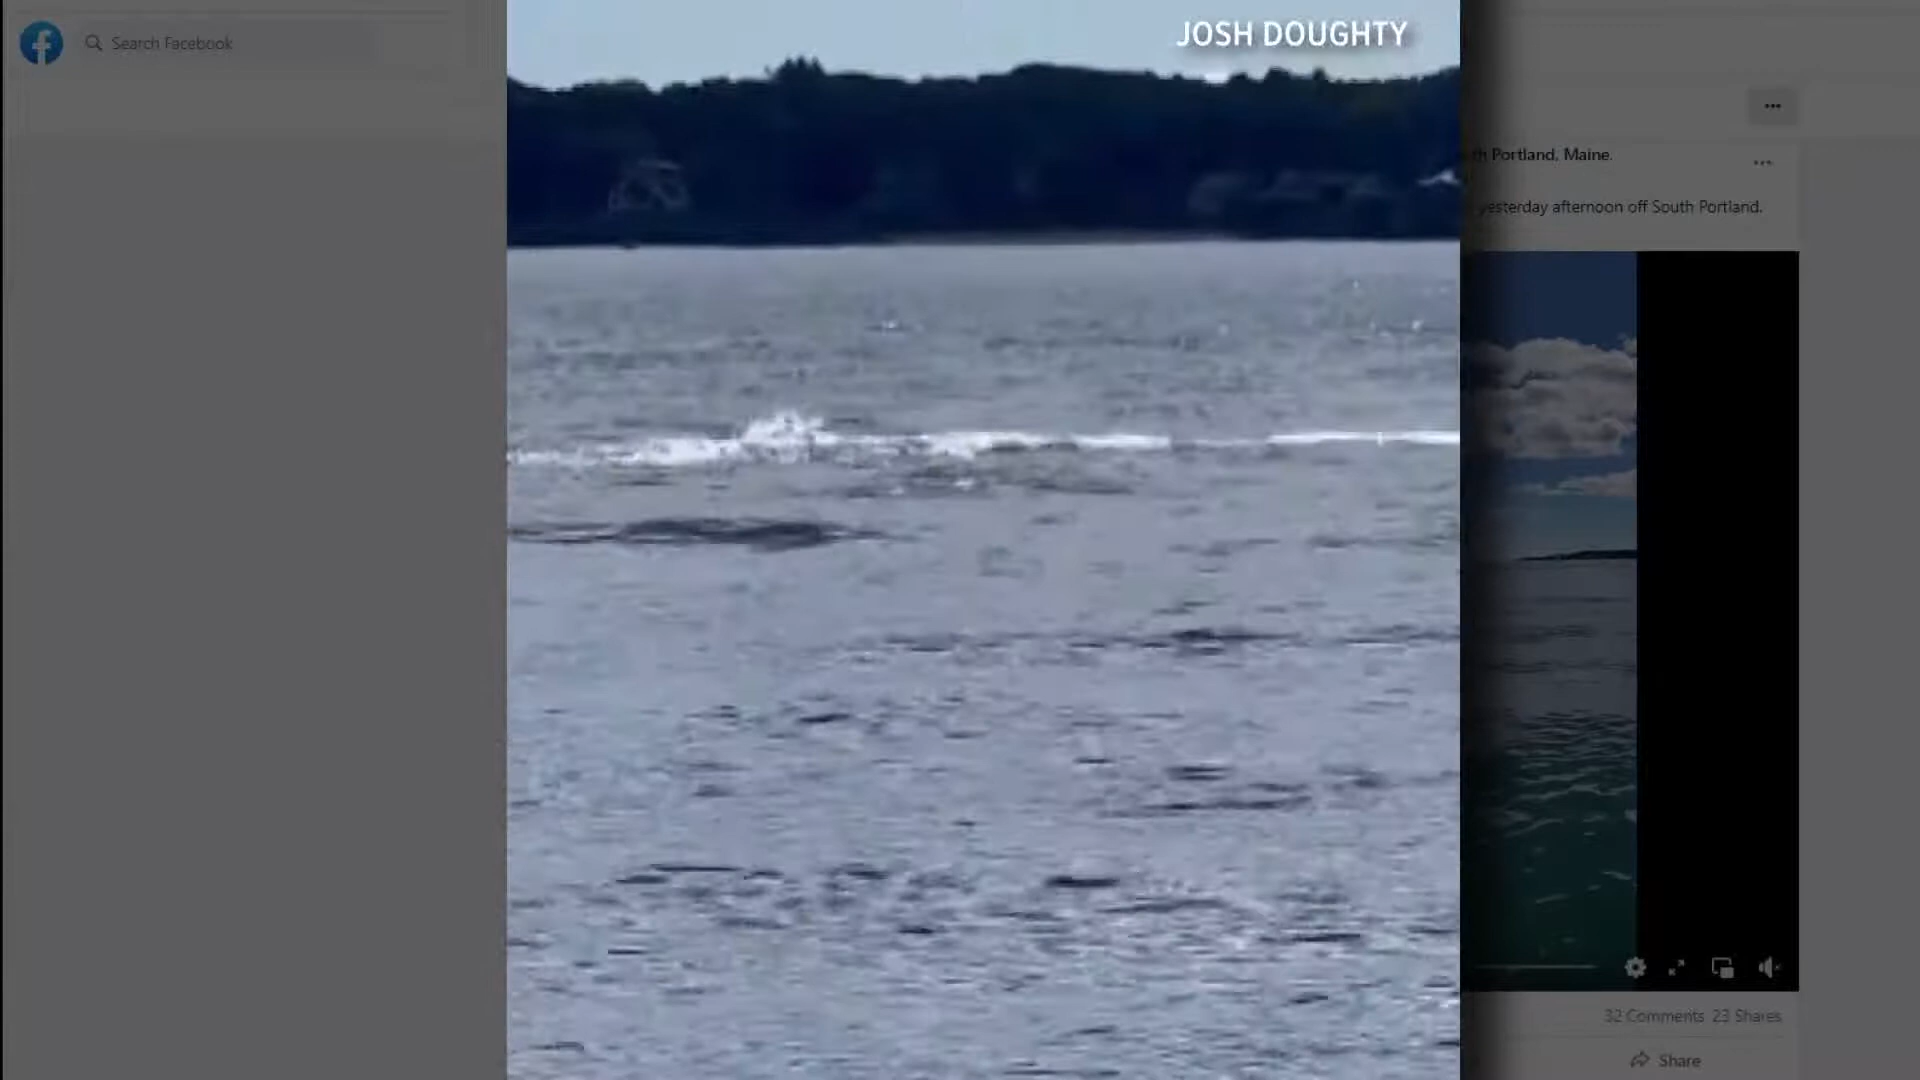 Search Facebook
JOSH DOUGHTY
Portland, Maine.
yesterday afternoon off South Portland.
32 Comments 23 Shares
Share